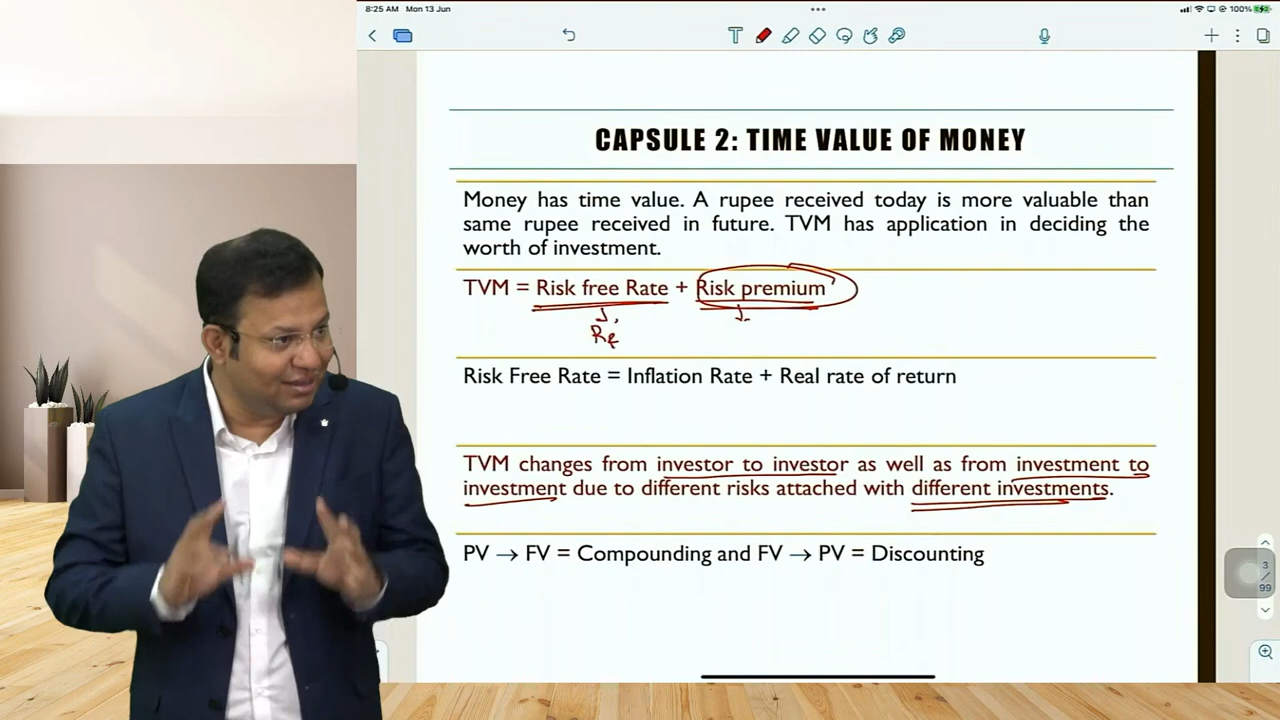 8:25 AM Mon 13 Jun
100%
CAPSULE 2: TIME VALUE OF MONEY
Money has time value. A rupee received today is more valuable than
same rupee received in future. TVM has application in deciding the
worth of investment.
TVM = Risk free Rate + Risk premium
Rf
Risk Free Rate = Inflation Rate + Real rate of return
TVM changes from investor to investor as well as from investment to
investment due to different risks attached with different investments.
PV → FV = Compounding and FV → PV = Discounting
3
/
99